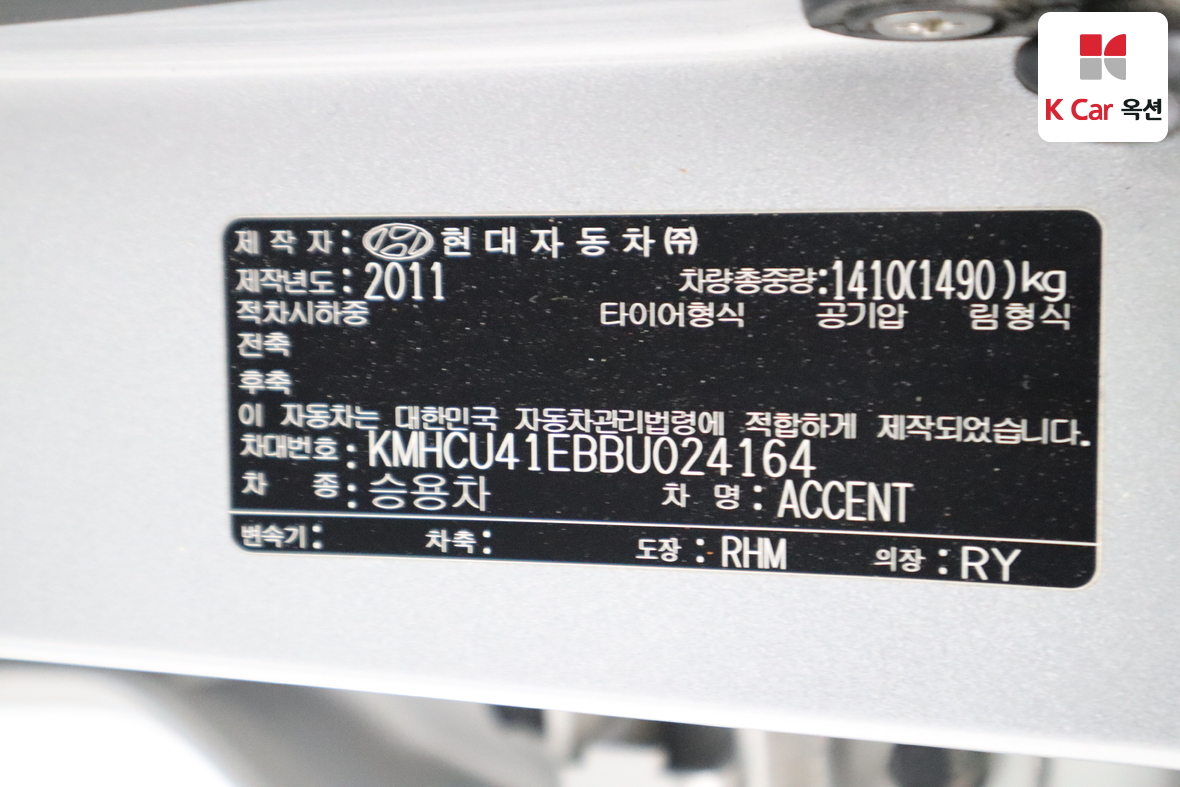 K Car 옥션
제 작 자 : 현 대 자 동 차 ㈜
제작년도 : 2011 차량총중량:1410(1490)kg
적차시하중 타이어형식 공기압 림형식
전축
후축
이 자동차는 대한민국 자동차관리법령에 적합하게 제작되었습니다.
차대번호 : KMHCU41EBBU024164
차 종 : 승용차 차 명 : ACCENT
변속기 : 차축 : 도장 : RHM 의장 : RY